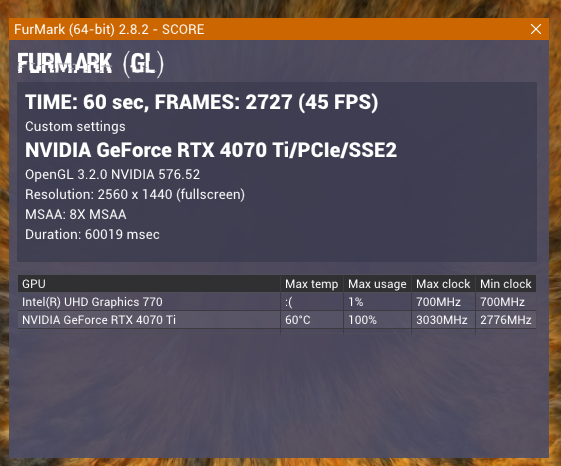 FurMark (64-bit) 2.8.2 - SCORE
FURMARK (GL)
TIME: 60 sec, FRAMES: 2727 (45 FPS)
Custom settings
NVIDIA GeForce RTX 4070 Ti/PCIe/SSE2
OpenGL 3.2.0 NVIDIA 576.52
Resolution: 2560 x 1440 (fullscreen)
MSAA: 8X MSAA
Duration: 60019 msec
GPU Max temp Max usage Max clock Min clock
Intel(R) UHD Graphics 770 :( 1% 700MHz 700MHz
NVIDIA GeForce RTX 4070 Ti 60°C 100% 3030MHz 2776MHz